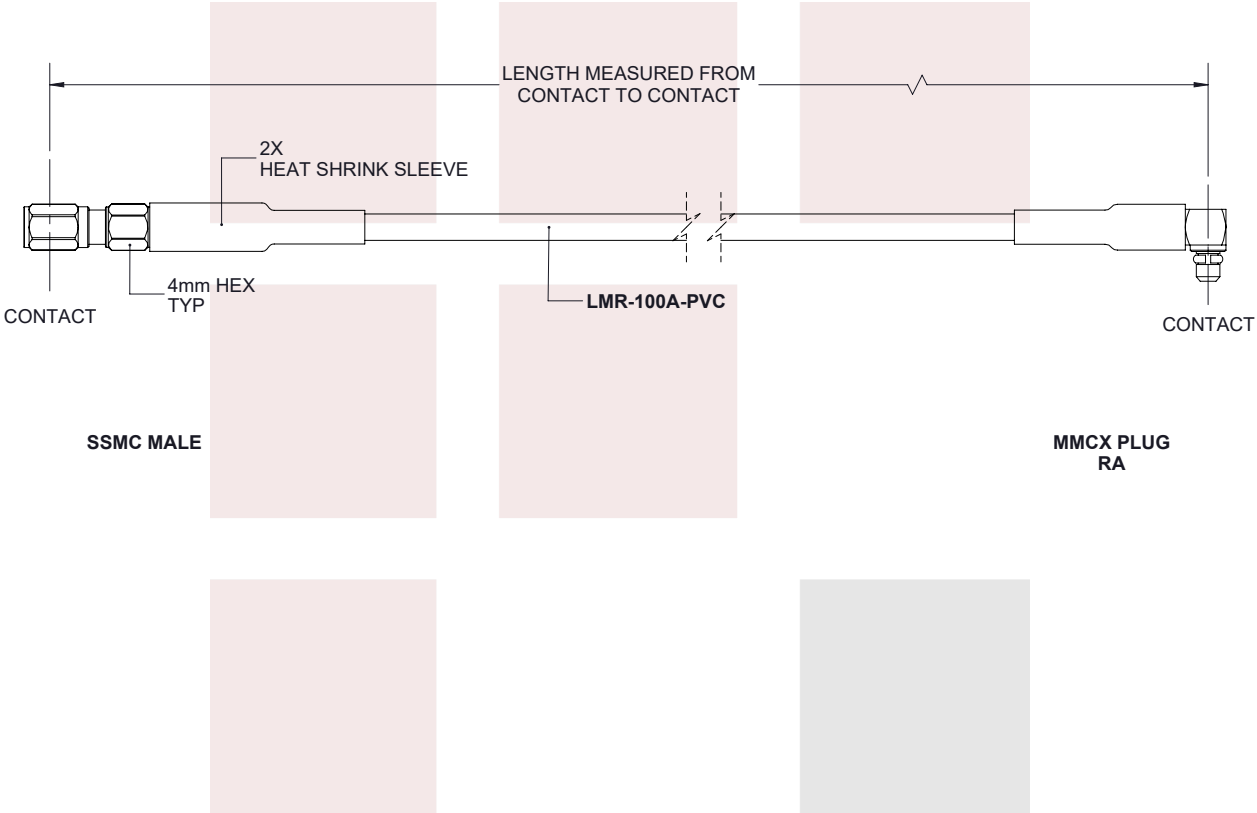 LENGTH MEASURED FROM
CONTACT TO CONTACT
2X
HEAT SHRINK SLEEVE
4mm HEX
TYP
CONTACT
LMR-100A-PVC
CONTACT
SSMC MALE
MMCX PLUG
RA